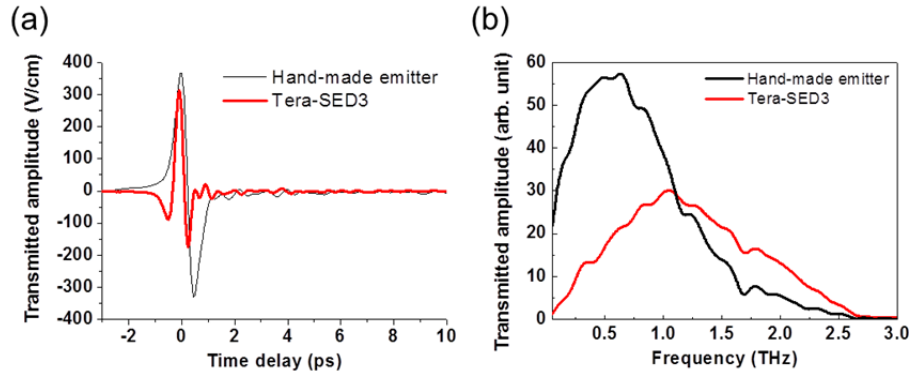 (a)
Transmitted amplitude (V/cm)
400
300
200
100
0
-100
-200
-300
-400
Hand-made emitter
Tera-SED3
-2
0
2
4
6
8
10
Time delay (ps)
(b)
Transmitted amplitude (arb. unit)
60
50
40
30
20
10
0
Hand-made emitter
Tera-SED3
0.5
1.0
1.5
2.0
2.5
3.0
Frequency (THz)